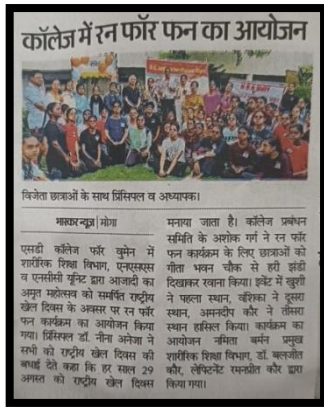 कॉलेज में रन फॉर फन का आयोजन
विजेता छात्राओं के साथ प्रिंसिपल व अध्यापक।
भास्कर न्यूज | मोगा
एसडी कॉलेज फॉर वुमेन में
शारीरिक शिक्षा विभाग, एनएसएस
व एनसीसी यूनिट द्वारा आजादी का
अमृत महोत्सव को समर्पित राष्ट्रीय
खेल दिवस के अवसर पर रन फॉर
फन कार्यक्रम का आयोजन किया
गया। प्रिंसिपल डॉ. नीना अनेजा ने
सभी को राष्ट्रीय खेल दिवस की
बधाई देते कहा कि हर साल 29
अगस्त को राष्ट्रीय खेल दिवस
मनाया जाता है। कॉलेज प्रबंधन
समिति के अशोक गर्ग ने रन फॉर
फन कार्यक्रम के लिए छात्राओं को
गीता भवन चौक से हरी झंडी
दिखाकर रवाना किया। इवेंट में खुशी
ने पहला स्थान, वंशिका ने दूसरा
स्थान, अमनदीप कौर ने तीसरा
स्थान हासिल किया। कार्यक्रम का
आयोजन नमिता बर्मन प्रमुख
शारीरिक शिक्षा विभाग, डॉ. बलजीत
कौर, लेफ्टिनेंट रमनप्रीत कौर द्वारा
किया गया।